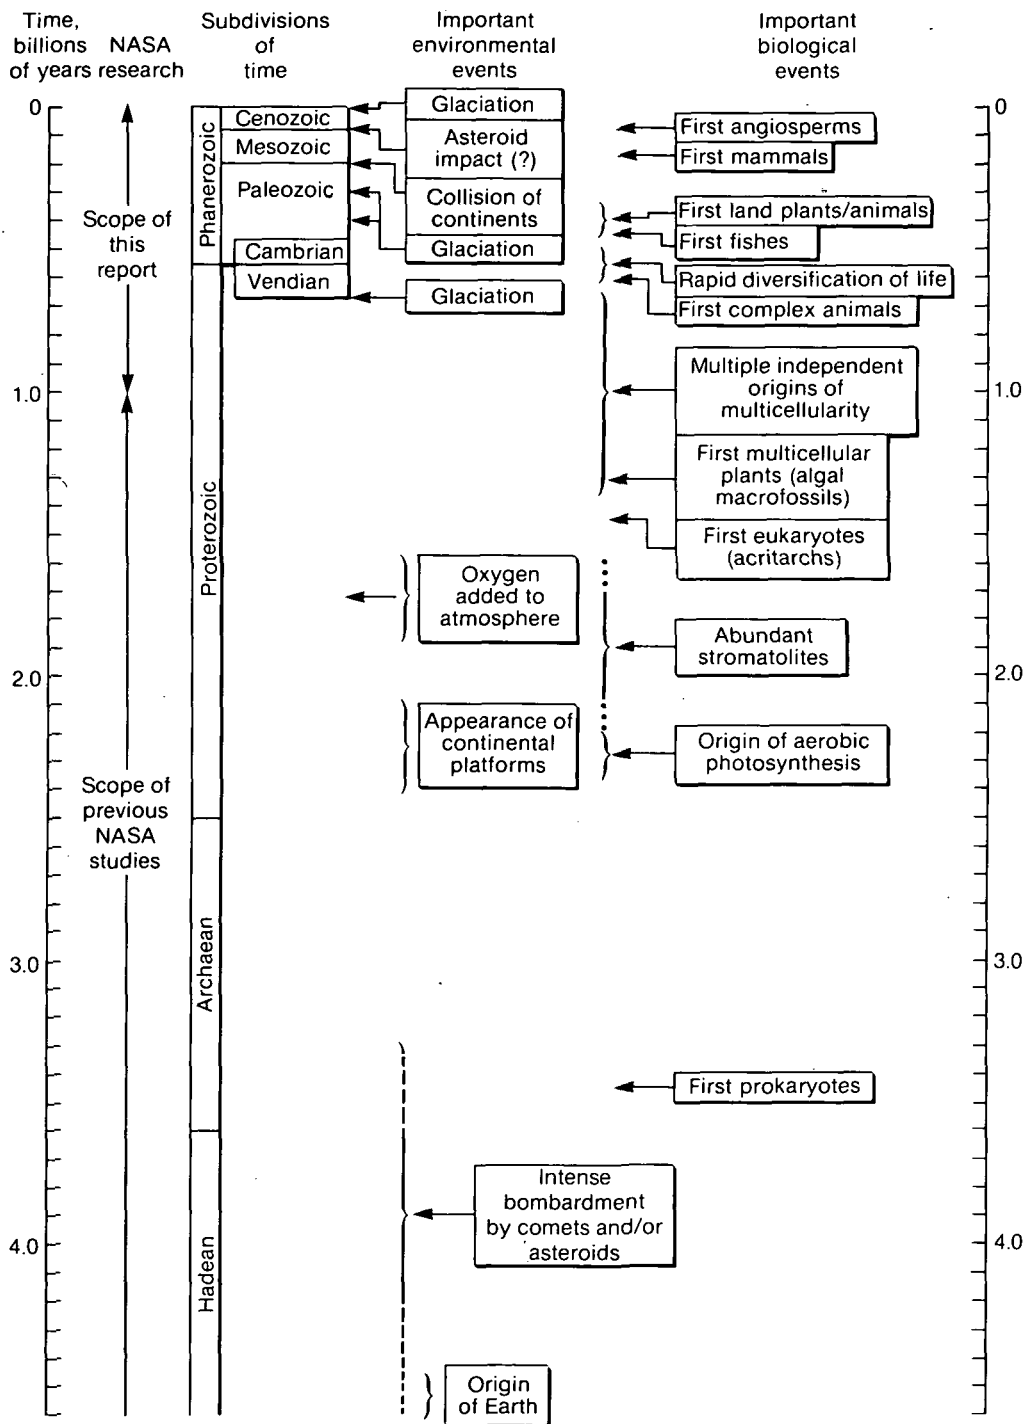 Time,
billions
of years
NASA
research
Subdivisions
of
time
Important
environmental
events
Important
biological
events
0
1.0
2.0
3.0
4.0
Scope of
this
report
Scope of
previous
NASA
studies
Phanerozoic
Proterozoic
Archaean
Hadean
Cenozoic
Mesozoic
Paleozoic
Cambrian
Vendian
Glaciation
Asteroid
impact (?)
Collision of
continents
Glaciation
Glaciation
Oxygen
added to
atmosphere
Appearance of
continental
platforms
Intense
bombardment
by comets and/or
asteroids
Origin
of Earth
First angiosperms
First mammals
First land plants/animals
First fishes
Rapid diversification of life
First complex animals
Multiple independent
origins of
multicellularity
First multicellular
plants (algal
macrofossils)
First eukaryotes
(acritarchs)
Abundant
stromatolites
Origin of aerobic
photosynthesis
First prokaryotes
0
1.0
2.0
3.0
4.0